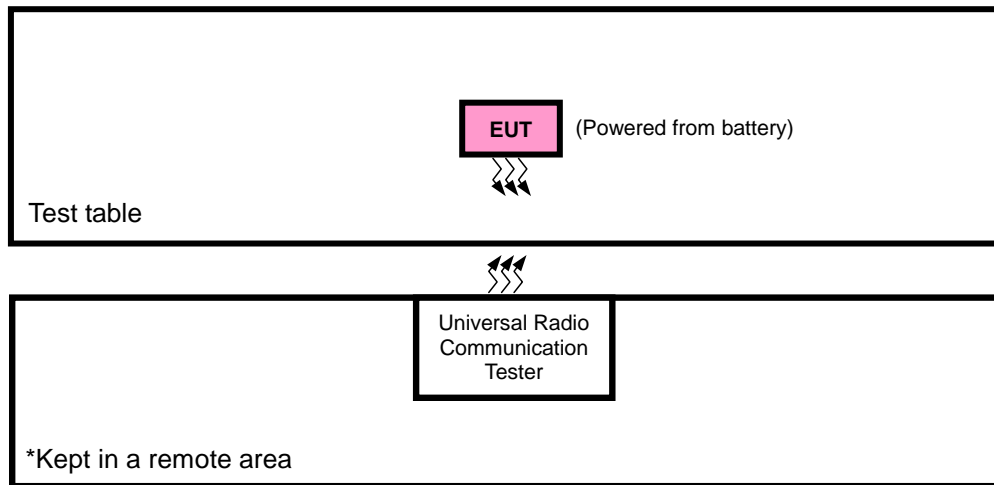 EUT
(Powered from battery)
Test table
Universal Radio
Communication
Tester
*Kept in a remote area